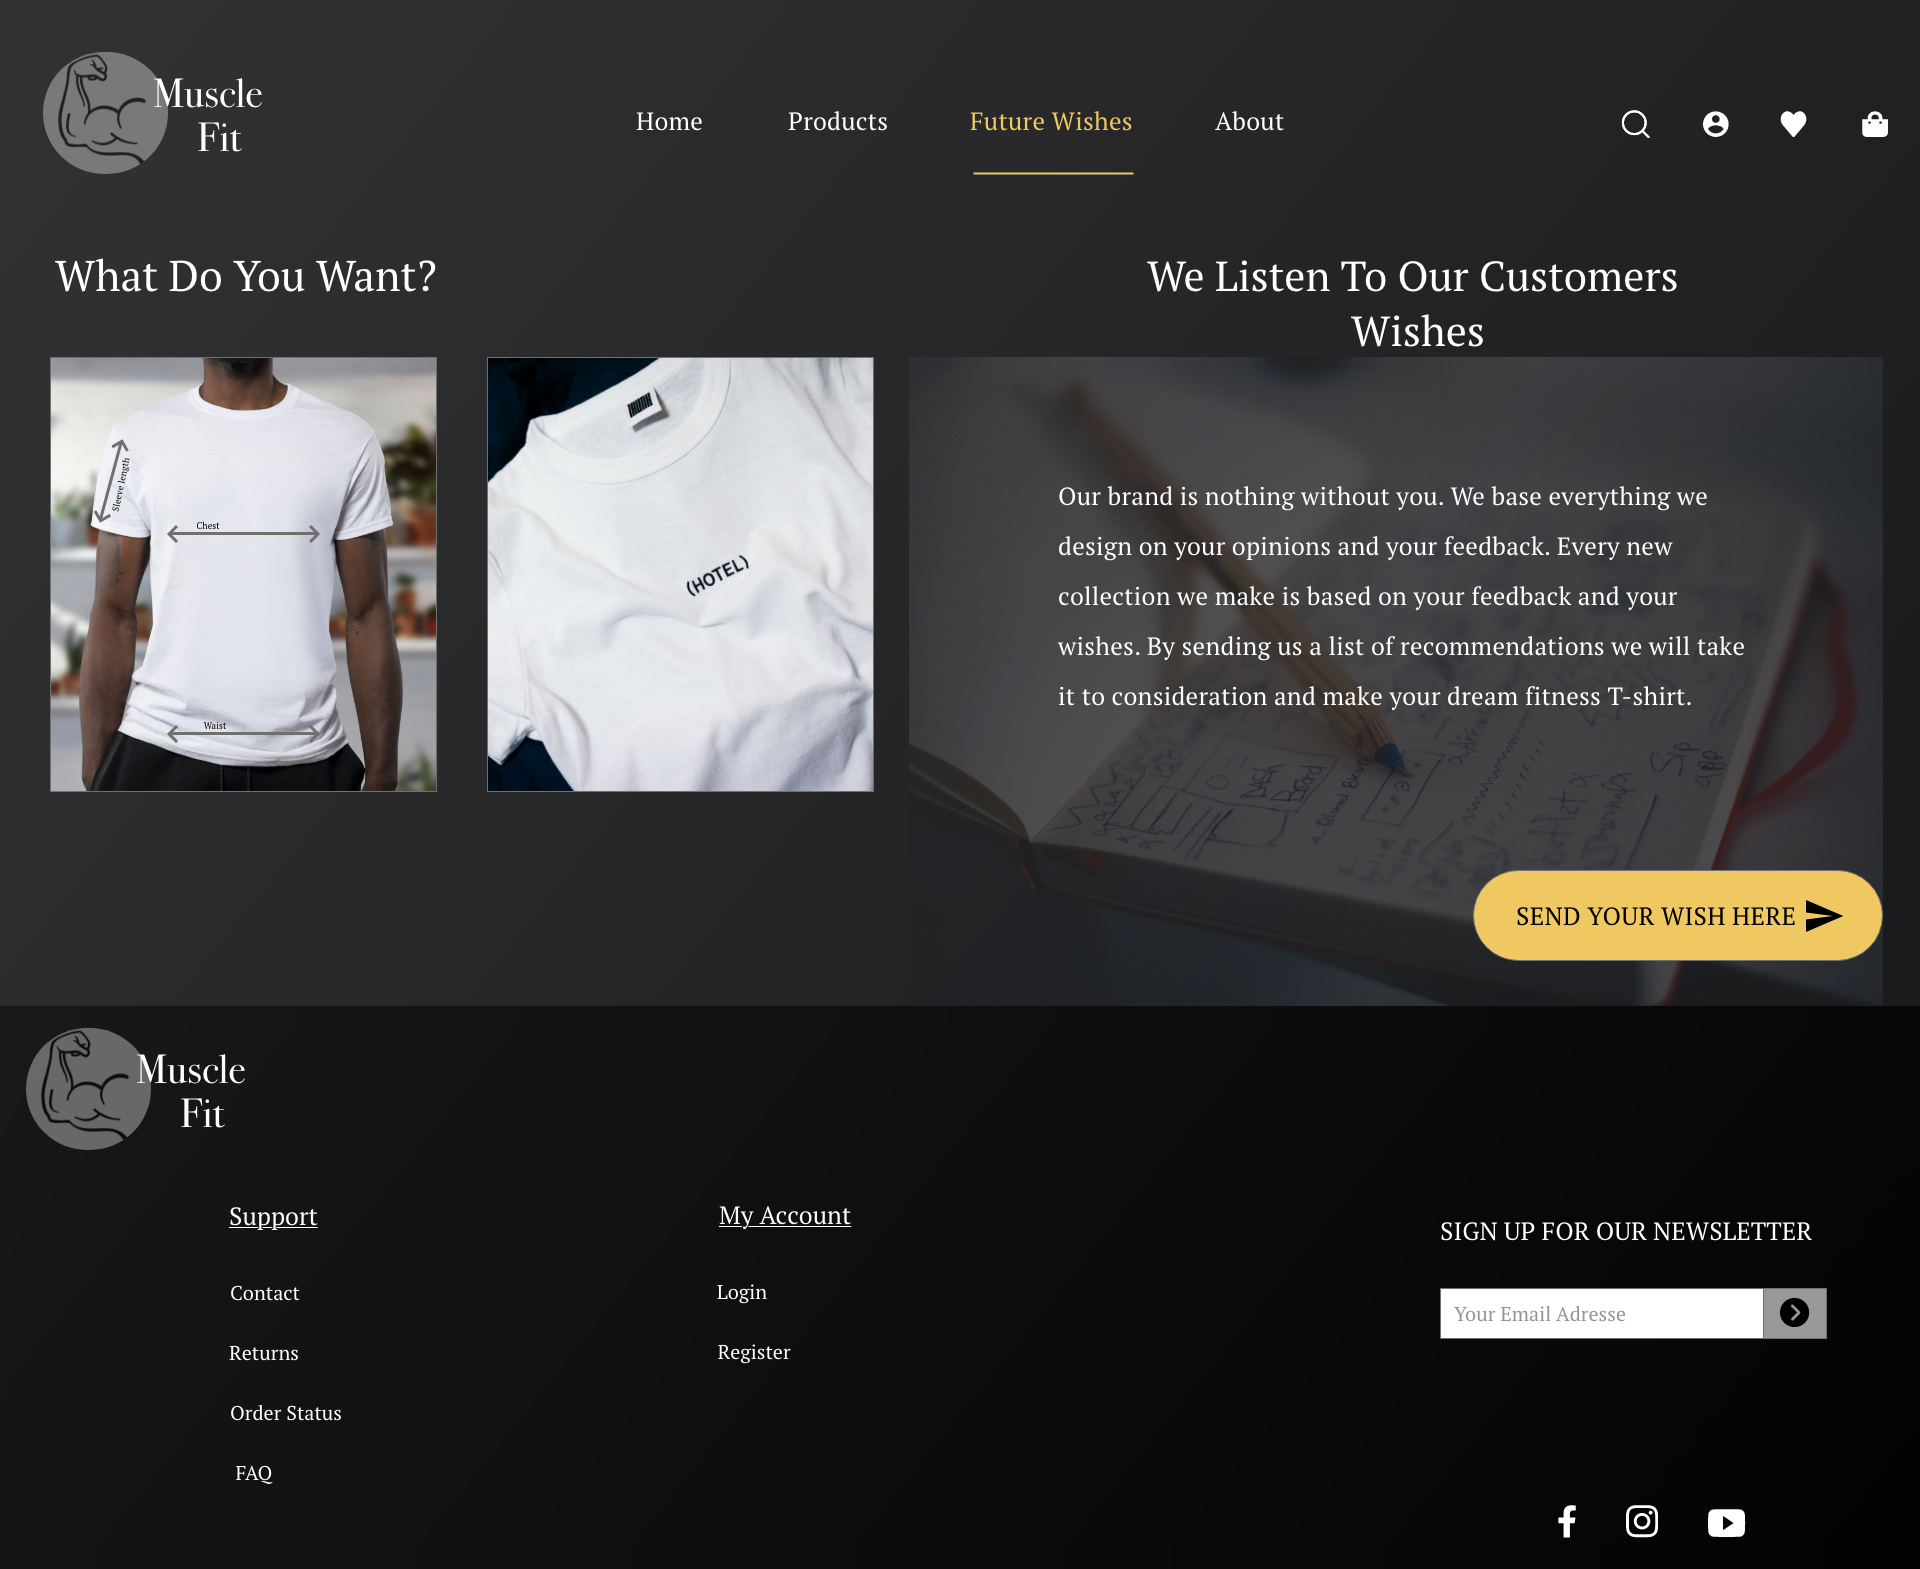 Muscle
Fit
Home
Products
Future Wishes
About
What Do You Want?
We Listen To Our Customers
Wishes
Sleeve length
Chest
Waist
(HOTEL)
Our brand is nothing without you. We base everything we
design on your opinions and your feedback. Every new
collection we make is based on your feedback and your
wishes. By sending us a list of recommendations we will take
it to consideration and make your dream fitness T-shirt.
SEND YOUR WISH HERE
Muscle
Fit
Support
Contact
Returns
Order Status
FAQ
My Account
Login
Register
SIGN UP FOR OUR NEWSLETTER
Your Email Adresse